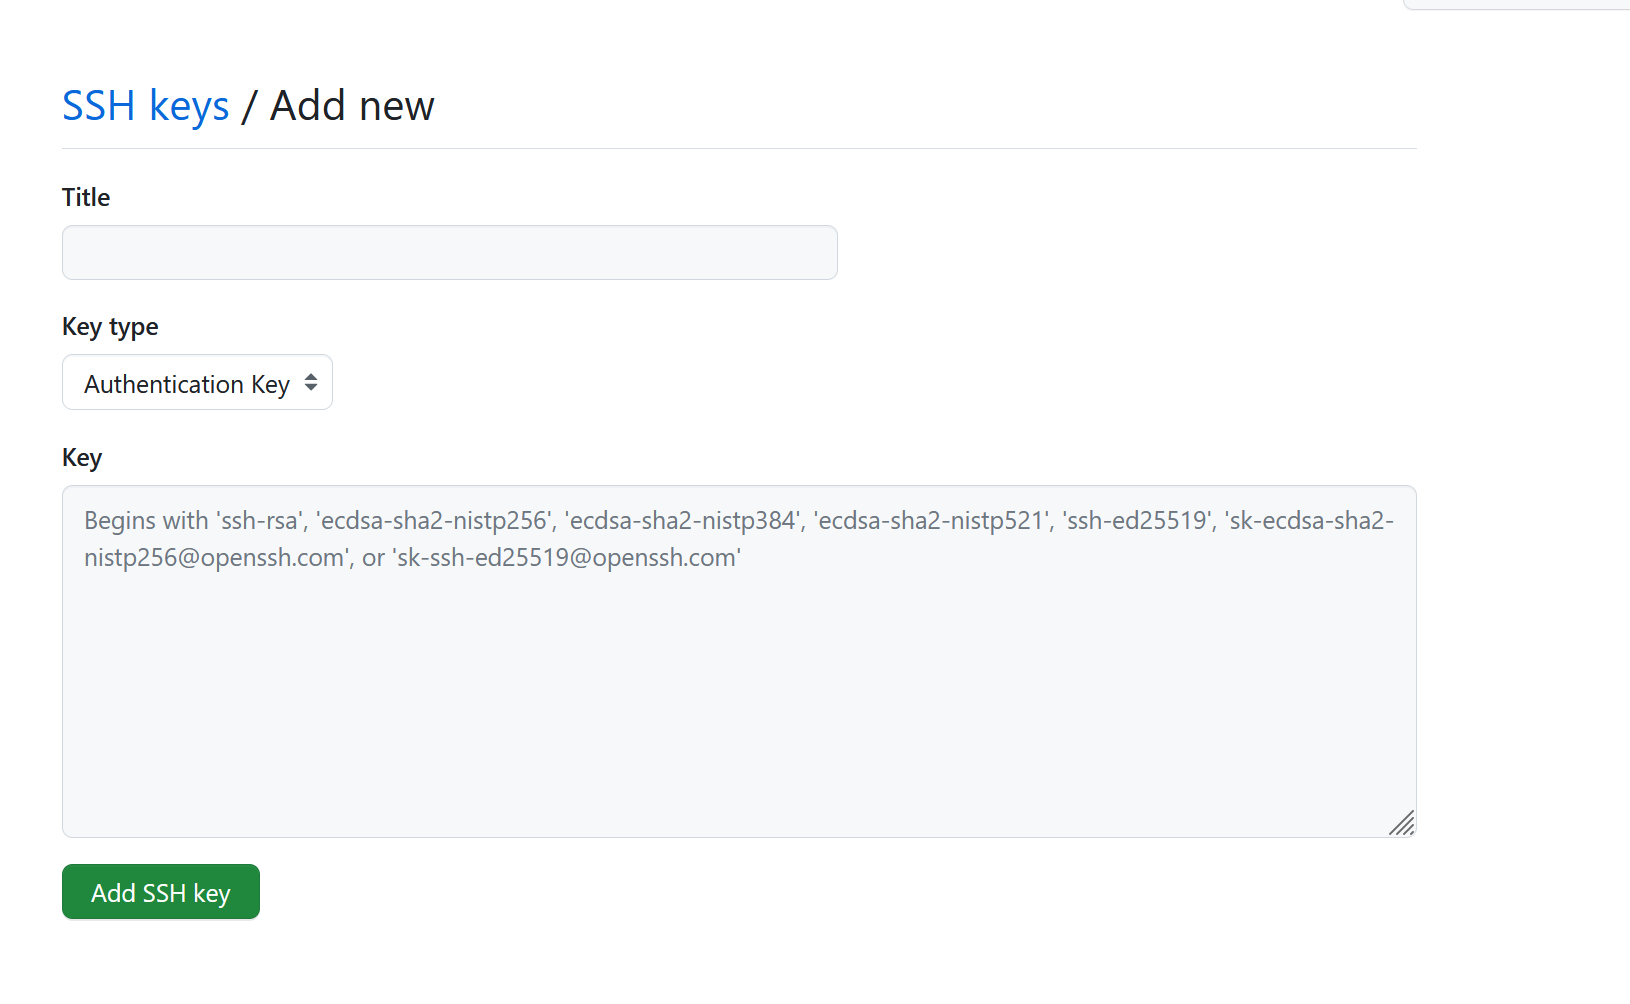 SSH keys / Add new
Title
Key type
Authentication Key
Key
Begins with 'ssh-rsa', 'ecdsa-sha2-nistp256', 'ecdsa-sha2-nistp384', 'ecdsa-sha2-nistp521', 'ssh-ed25519', 'sk-ecdsa-sha2-
nistp256@openssh.com', or 'sk-ssh-ed25519@openssh.com'
Add SSH key